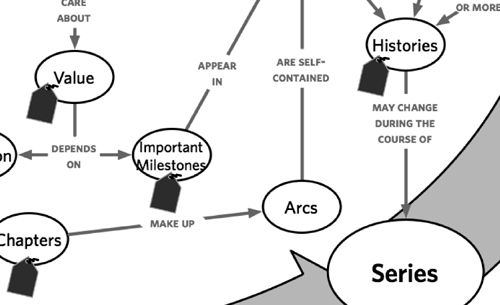 CARE
ABOUT
OR MORE
Histories
Value
APPEAR
IN
ARE SELF-
CONTAINED
MAY CHANGE
DURING THE
COURSE OF
on
DEPENDS
ON
Important
Milestones
Arcs
MAKE UP
Chapters
Series